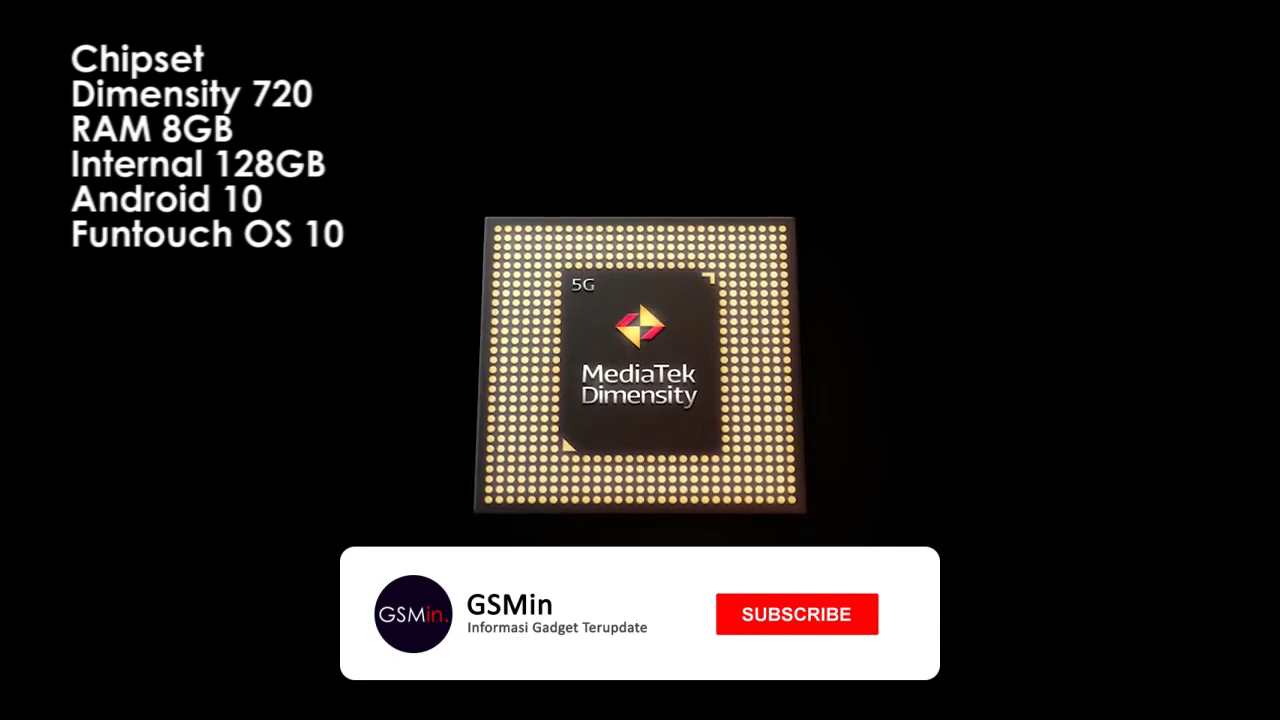 Chipset
Dimensity 720
RAM 8GB
Internal 128GB
Android 10
Funtouch OS 10
5G
MediaTek
Dimensity
GSMin.
GSMin
Informasi Gadget Terupdate
SUBSCRIBE